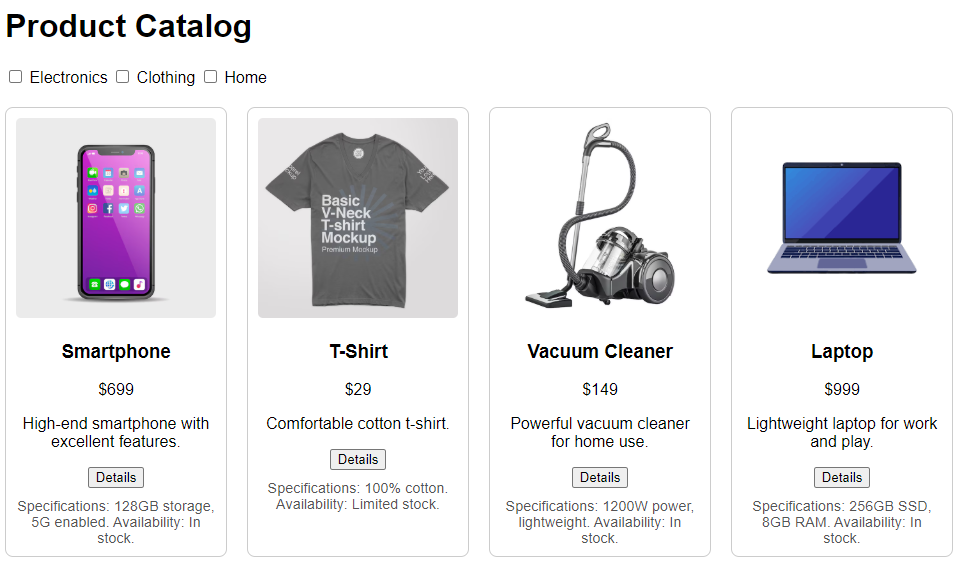 Product Catalog
Electronics Clothing Home
Basic
V-Neck
T-shirt
Mockup
Premium Mockup
Smartphone
$699
High-end smartphone with
excellent features.
Details
Specifications: 128GB storage,
5G enabled. Availability: In
stock.
T-Shirt
$29
Comfortable cotton t-shirt.
Details
Specifications: 100% cotton.
Availability: Limited stock.
Vacuum Cleaner
$149
Powerful vacuum cleaner
for home use.
Details
Specifications: 1200W power,
lightweight. Availability: In
stock.
Laptop
$999
Lightweight laptop for work
and play.
Details
Specifications: 256GB SSD,
8GB RAM. Availability: In
stock.